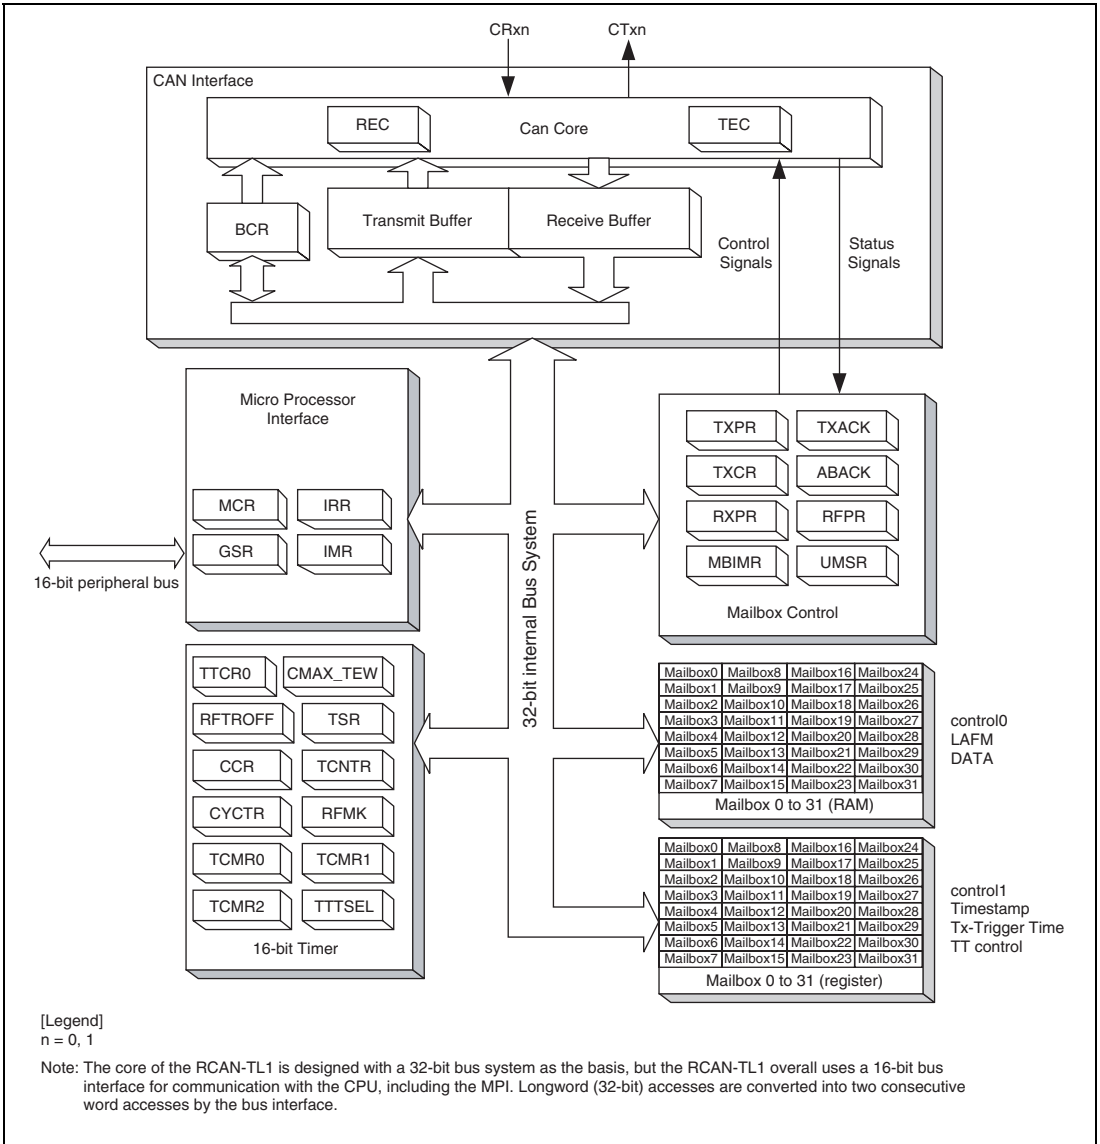 CRxn CTxn
CAN Interface
REC Can Core TEC
BCR Transmit Buffer Receive Buffer
Control
Signals
Status
Signals
Micro Processor
Interface
MCR IRR
GSR IMR
16-bit peripheral bus
32-bit internal Bus System
TXPR TXACK
TXCR ABACK
RXPR RFPR
MBIMR UMSR
Mailbox Control
TTCR0 CMAX_TEW
RFTROFF TSR
CCR TCNTR
CYCTR RFMK
TCMR0 TCMR1
TCMR2 TTTSEL
16-bit Timer
Mailbox0 Mailbox8 Mailbox16 Mailbox24
Mailbox1 Mailbox9 Mailbox17 Mailbox25
Mailbox2 Mailbox10 Mailbox18 Mailbox26
Mailbox3 Mailbox11 Mailbox19 Mailbox27
Mailbox4 Mailbox12 Mailbox20 Mailbox28
Mailbox5 Mailbox13 Mailbox21 Mailbox29
Mailbox6 Mailbox14 Mailbox22 Mailbox30
Mailbox7 Mailbox15 Mailbox23 Mailbox31
Mailbox 0 to 31 (RAM)
control0
LAFM
DATA
Mailbox0 Mailbox8 Mailbox16 Mailbox24
Mailbox1 Mailbox9 Mailbox17 Mailbox25
Mailbox2 Mailbox10 Mailbox18 Mailbox26
Mailbox3 Mailbox11 Mailbox19 Mailbox27
Mailbox4 Mailbox12 Mailbox20 Mailbox28
Mailbox5 Mailbox13 Mailbox21 Mailbox29
Mailbox6 Mailbox14 Mailbox22 Mailbox30
Mailbox7 Mailbox15 Mailbox23 Mailbox31
Mailbox 0 to 31 (register)
control1
Timestamp
Tx-Trigger Time
TT control
[Legend]
n = 0, 1
Note: The core of the RCAN-TL1 is designed with a 32-bit bus system as the basis, but the RCAN-TL1 overall uses a 16-bit bus
interface for communication with the CPU, including the MPI. Longword (32-bit) accesses are converted into two consecutive
word accesses by the bus interface.